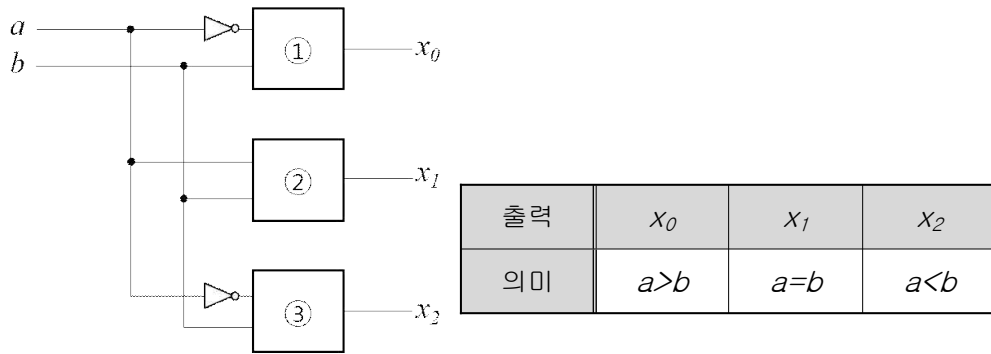 a
b
①
x₀
②
x₁
③
x₂
출력 x₀ x₁ x₂
의미 a>b a=b a<b